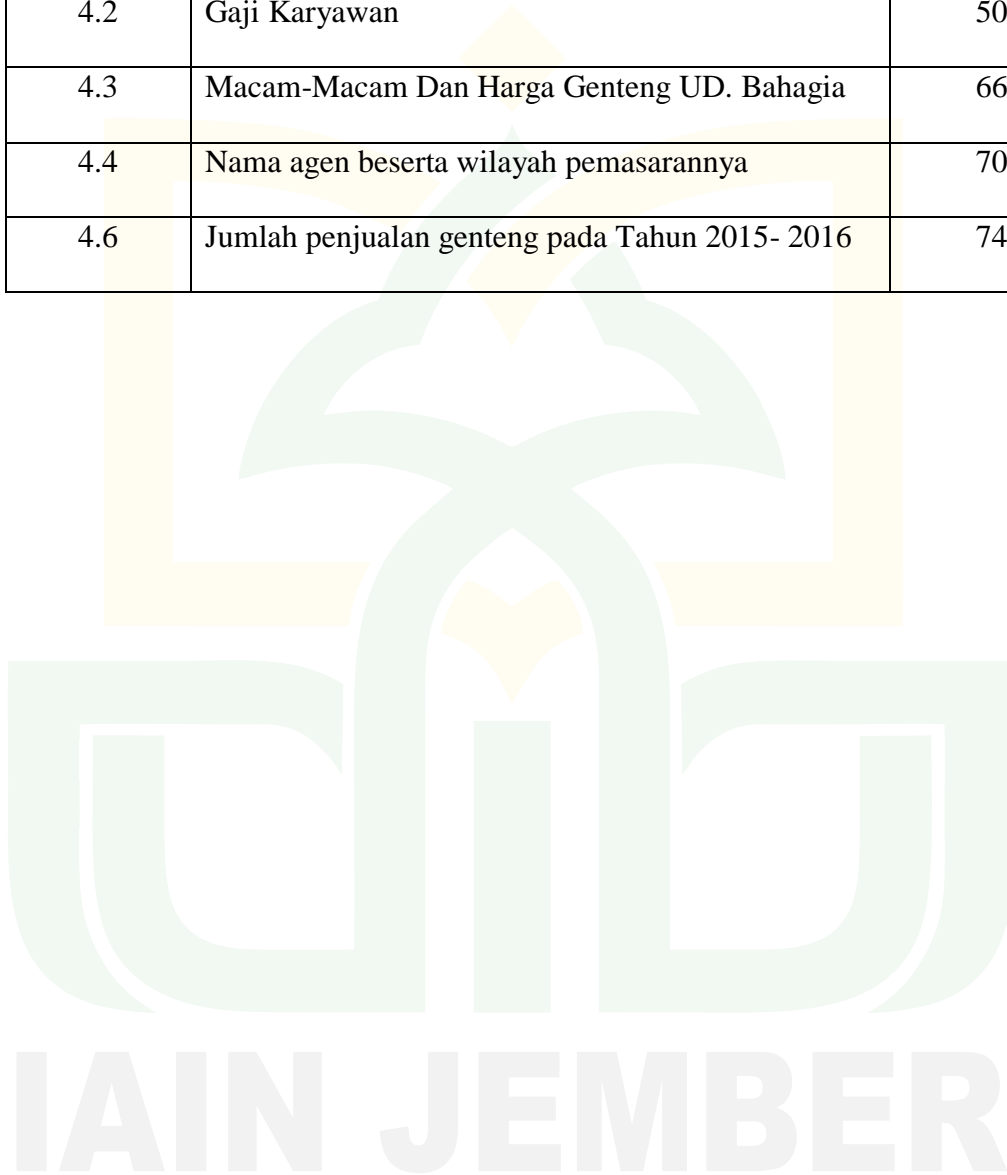 4.2 Gaji Karyawan 50
4.3 Macam-Macam Dan Harga Genteng UD. Bahagia 66
4.4 Nama agen beserta wilayah pemasarannya 70
4.6 Jumlah penjualan genteng pada Tahun 2015- 2016 74
IAIN JEMBER